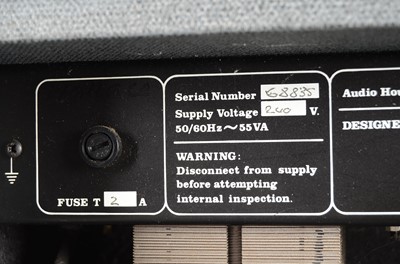 Serial Number 68835
Supply Voltage 240 V.
50/60Hz ~ 55VA
WARNING:
Disconnect from supply
before attempting
internal inspection.
FUSE T 2 A
Audio Hou
DESIGNE